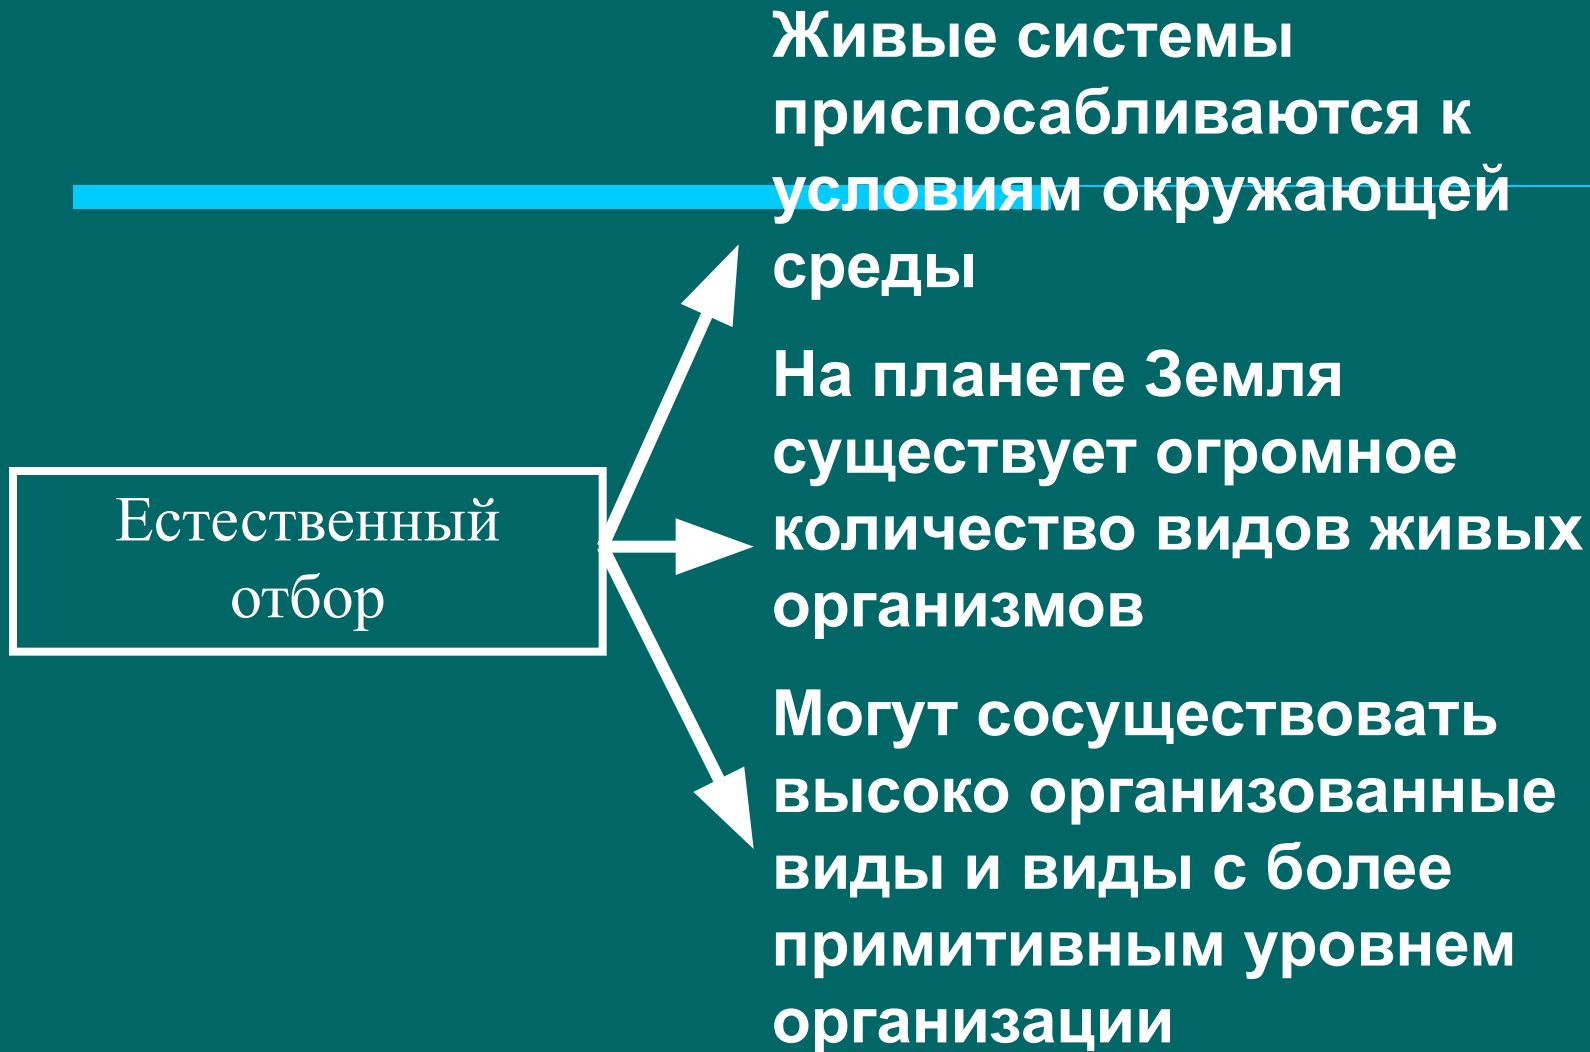 Живые системы
приспосабливаются к
условиям окружающей
среды
На планете Земля
существует огромное
количество видов живых
организмов
Естественный
отбор
Могут сосуществовать
высоко организованные
виды и виды с более
примитивным уровнем
организации